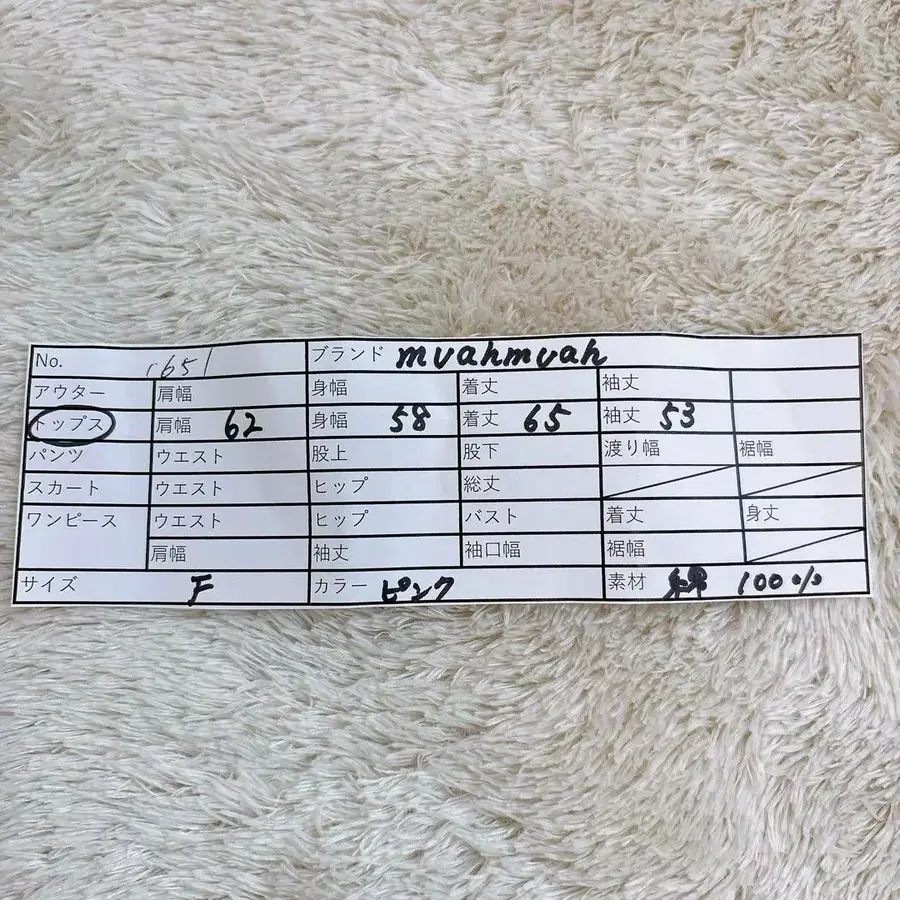 No. 1651 ブランド muahmuah
アウター 肩幅 身幅 着丈 袖丈
トップス 肩幅 62 身幅 58 着丈 65 袖丈 53
パンツ ウエスト 股上 股下 渡り幅 裾幅
スカート ウエスト ヒップ 総丈
ワンピース ウエスト ヒップ バスト 着丈 身丈
肩幅 袖丈 袖口幅 裾幅
サイズ F カラー ピンク 素材 綿 100%